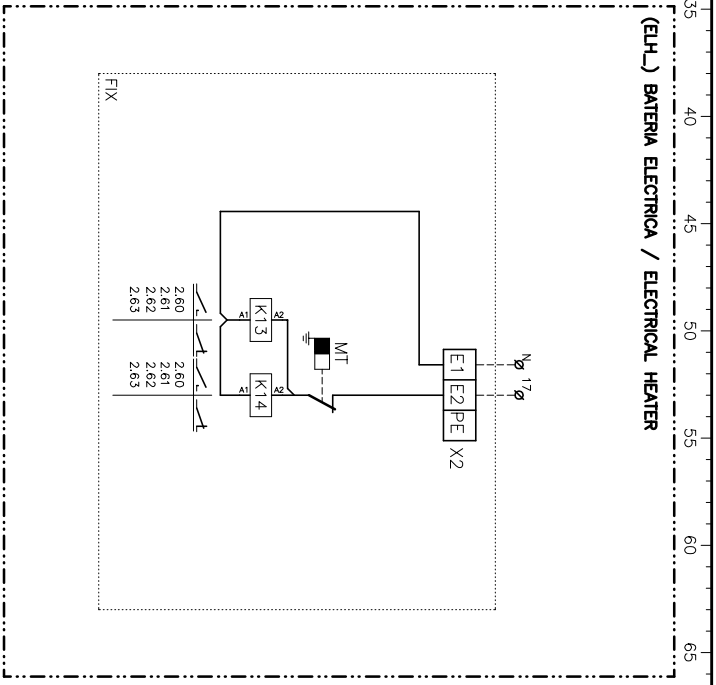 35 40 45 50 55 60 65
(ELH_) BATERIA ELECTRICA / ELECTRICAL HEATER
N 17
E1 E2 PE X2
MT
A2 A2
K13 K14
A1 A1
2.60 2.60
2.61 2.61
2.62 2.62
2.63 2.63
FIX